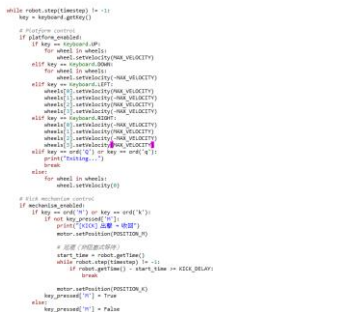 while robot.step(timestep) != -1:
    key = keyboard.getKey()

    # Platform control
    if platform_enabled:
        if key == Keyboard.UP:
            for wheel in wheels:
                wheel.setVelocity(MAX_VELOCITY)
        elif key == Keyboard.DOWN:
            for wheel in wheels:
                wheel.setVelocity(-MAX_VELOCITY)
        elif key == Keyboard.LEFT:
            wheels[0].setVelocity(MAX_VELOCITY)
            wheels[1].setVelocity(-MAX_VELOCITY)
            wheels[2].setVelocity(MAX_VELOCITY)
            wheels[3].setVelocity(-MAX_VELOCITY)
        elif key == Keyboard.RIGHT:
            wheels[0].setVelocity(-MAX_VELOCITY)
            wheels[1].setVelocity(MAX_VELOCITY)
            wheels[2].setVelocity(-MAX_VELOCITY)
            wheels[3].setVelocity(MAX_VELOCITY)
        elif key == ord('Q') or key == ord('q'):
            print("Exiting...")
            break
        else:
            for wheel in wheels:
                wheel.setVelocity(0)

    # Kick mechanism control
    if mechanism_enabled:
        if key == ord('M') or key == ord('k'):
            if not key_pressed['M']:
                print("[KICK] 出擊 → 收回")
                motor.setPosition(POSITION_M)

                start_time = robot.getTime()
                while robot.step(timestep) != -1:
                    if robot.getTime() - start_time >= KICK_DELAY:
                        break

                motor.setPosition(POSITION_K)
            key_pressed['M'] = True
        else:
            key_pressed['M'] = False